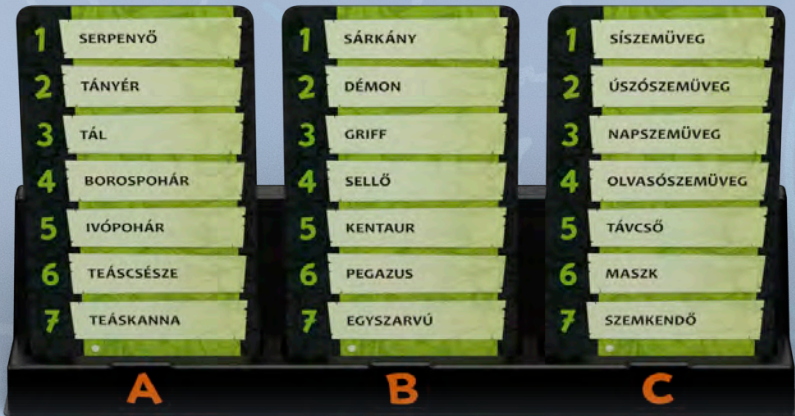 1 SERPENYŐ
2 TÁNYÉR
3 TÁL
4 BOROSPOHÁR
5 IVÓPOHÁR
6 TEÁSCSÉSZE
7 TEÁSKANNA
A
1 SÁRKÁNY
2 DÉMON
3 GRIFF
4 SELLŐ
5 KENTAUR
6 PEGAZUS
7 EGYSZARVÚ
B
1 SÍSZEMÜVEG
2 ÚSZÓSZEMÜVEG
3 NAPSZEMÜVEG
4 OLVASÓSZEMÜVEG
5 TÁVCSŐ
6 MASZK
7 SZEMKENDŐ
C